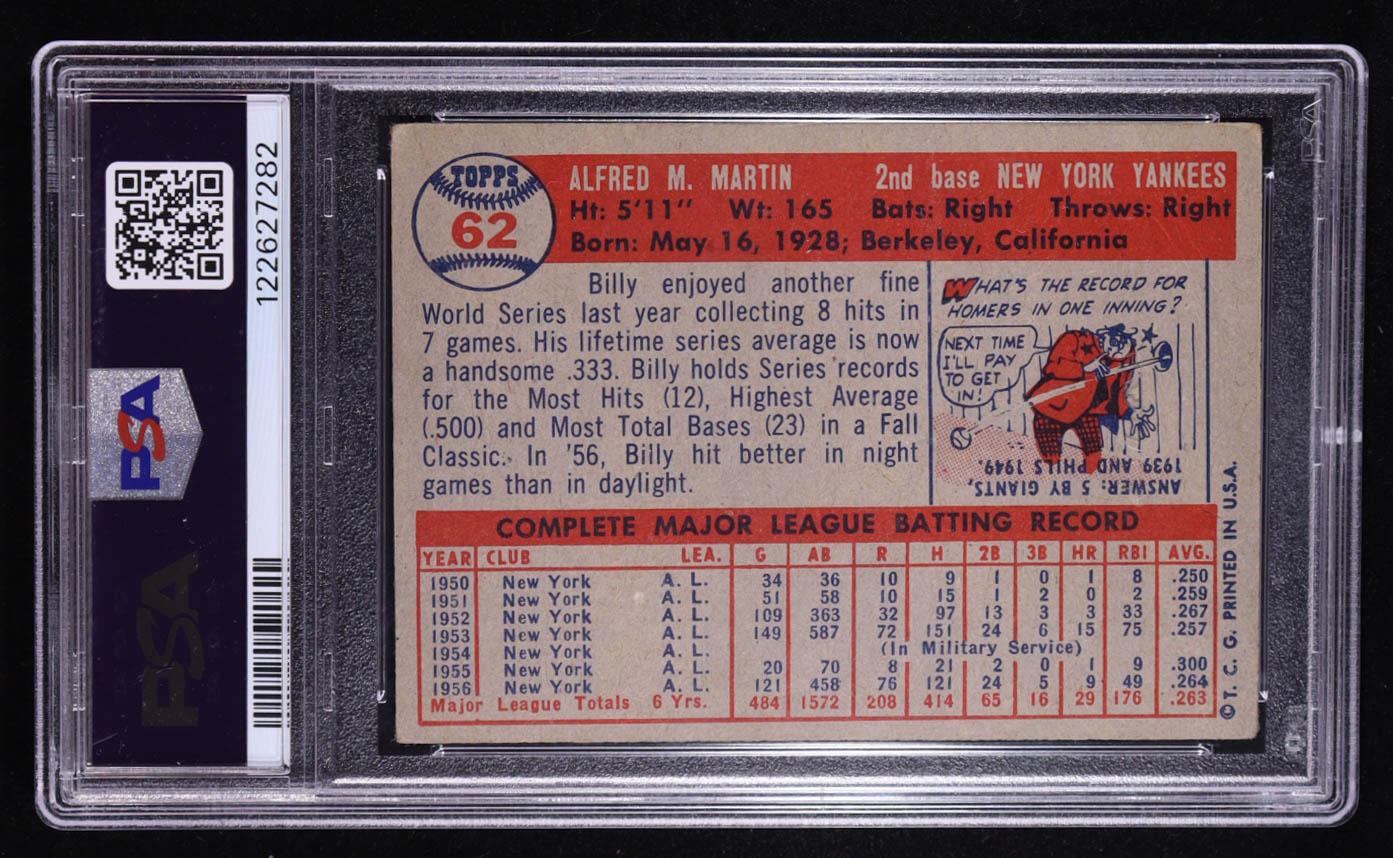 122627282
PSA
PSA
TOPPS
62
ALFRED M. MARTIN 2nd base NEW YORK YANKEES
Ht: 5'11" Wt: 165 Bats: Right Throws: Right
Born: May 16, 1928; Berkeley, California
Billy enjoyed another fine
World Series last year collecting 8 hits in
7 games. His lifetime series average is now
a handsome .333. Billy holds Series records
for the Most Hits (12), Highest Average
(.500) and Most Total Bases (23) in a Fall
Classic. In '56, Billy hit better in night
games than in daylight.
WHAT'S THE RECORD FOR
HOMERS IN ONE INNING?
NEXT TIME
I'LL PAY
TO GET
IN!
ANSWER: 5 BY GIANTS,
1939 AND PHILS 1949.
COMPLETE MAJOR LEAGUE BATTING RECORD
YEAR CLUB LEA. G AB R H 2B 3B HR RBI AVG.
1950 New York A. L. 34 36 10 9 1 0 1 8 .250
1951 New York A. L. 51 58 10 15 1 2 0 2 .259
1952 New York A. L. 109 363 32 97 13 3 3 33 .267
1953 New York A. L. 149 587 72 151 24 6 15 75 .257
1954 New York A. L. (In Military Service)
1955 New York A. L. 20 70 8 21 2 0 1 9 .300
1956 New York A. L. 121 458 76 121 24 5 9 49 .264
Major League Totals 6 Yrs. 484 1572 208 414 65 16 29 176 .263
© T. C. G. PRINTED IN U.S.A.
PSA